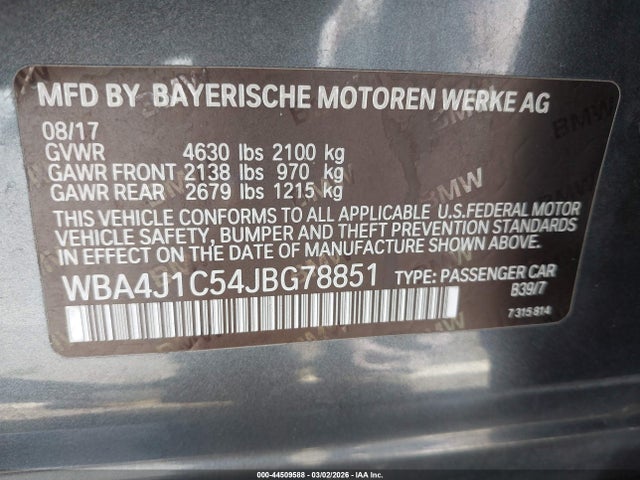 MFD BY BAYERISCHE MOTOREN WERKE AG
08/17
GVWR 4630 lbs 2100 kg
GAWR FRONT 2138 lbs 970 kg
GAWR REAR 2679 lbs 1215 kg
THIS VEHICLE CONFORMS TO ALL APPLICABLE U.S.FEDERAL MOTOR
VEHICLE SAFETY, BUMPER AND THEFT PREVENTION STANDARDS
IN EFFECT ON THE DATE OF MANUFACTURE SHOWN ABOVE.
WBA4J1C54JBG78851 TYPE: PASSENGER CAR
B39/7
7 315 814
BMW
BMW
BMW
000-44509588 — 03/02/2026 — IAA Inc.